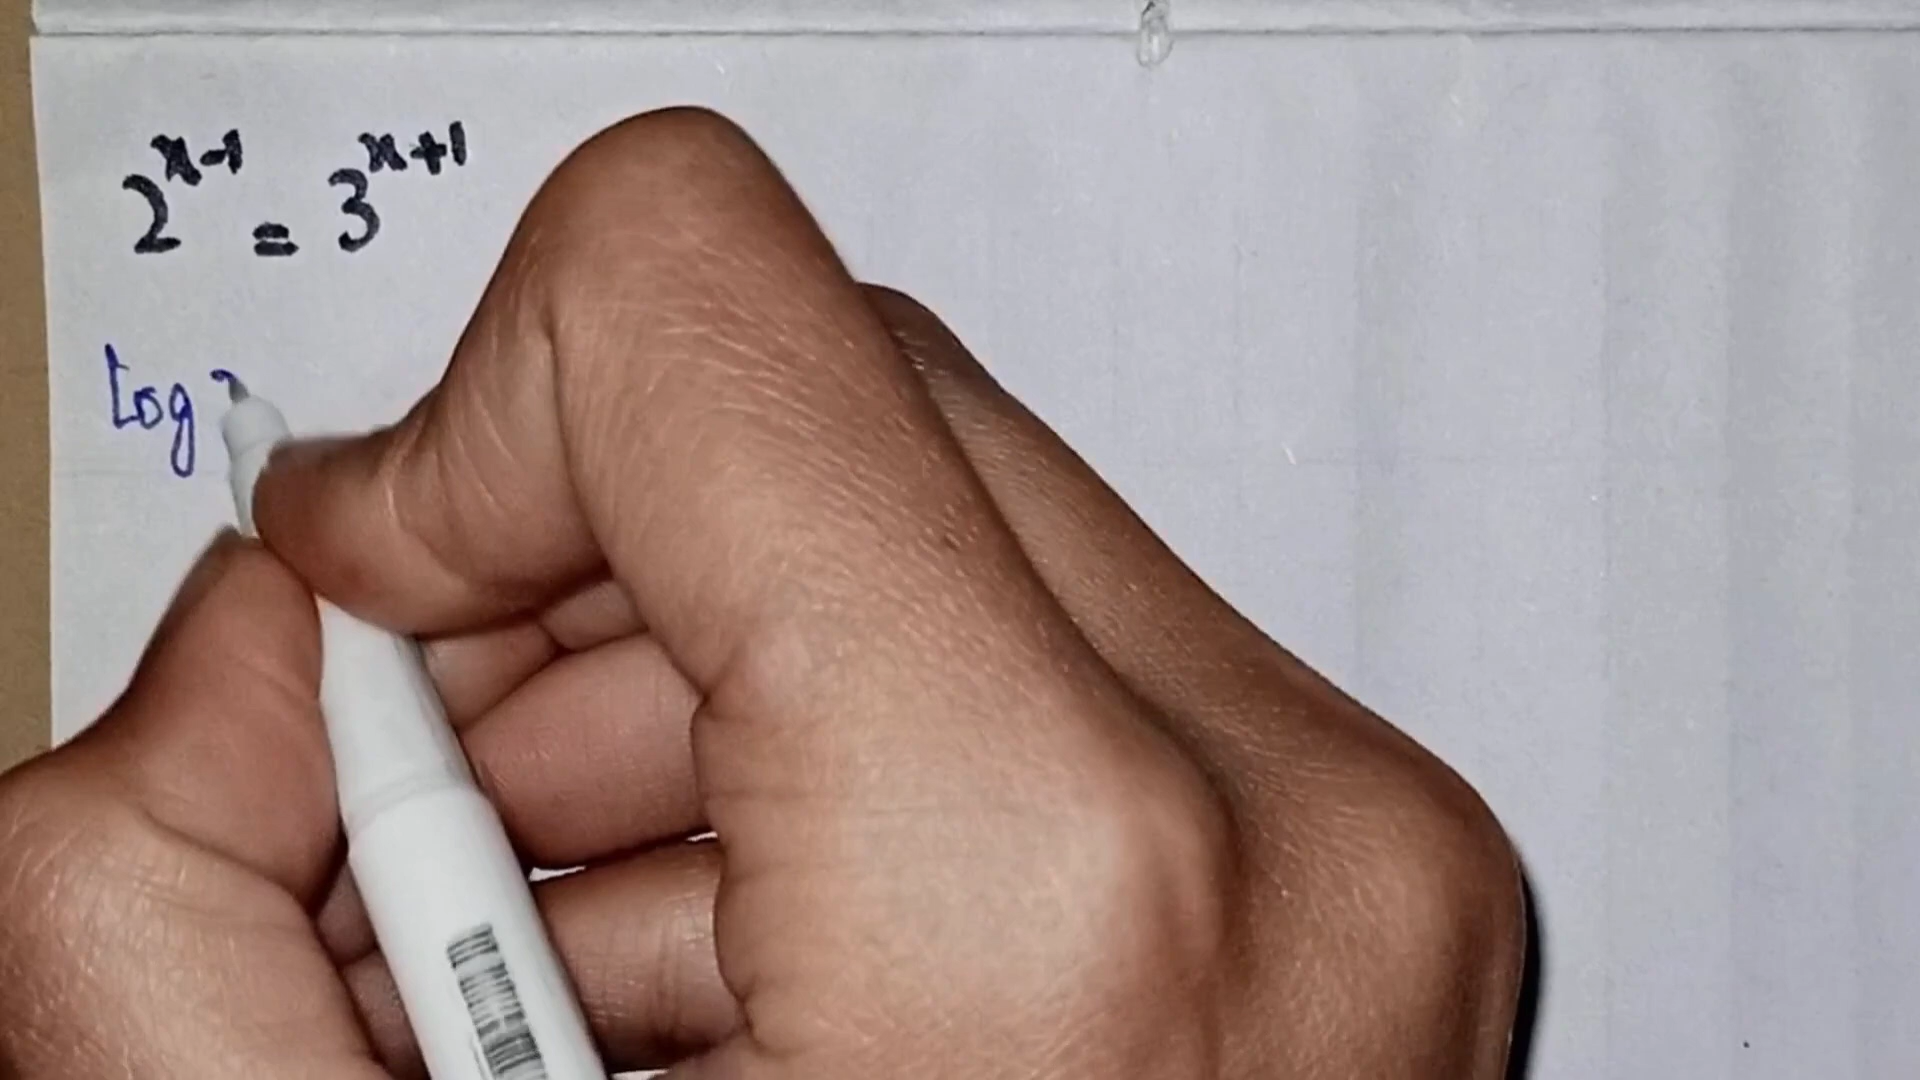 2^{x-1} = 3^{x+1}
log